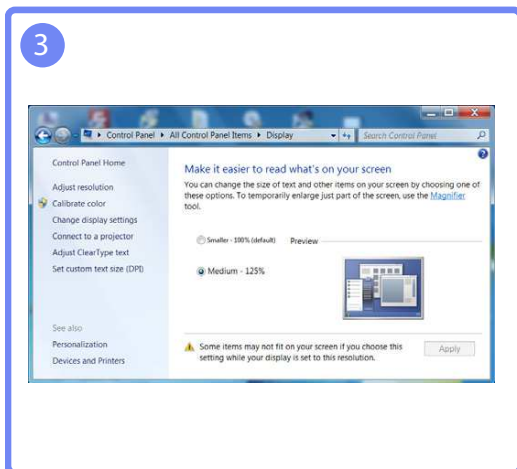 3
Control Panel ▸ All Control Panel Items ▸ Display
Search Control Panel
Control Panel Home
Adjust resolution
Calibrate color
Change display settings
Connect to a projector
Adjust ClearType text
Set custom text size (DPI)
See also
Personalization
Devices and Printers
Make it easier to read what's on your screen
You can change the size of text and other items on your screen by choosing one of
these options. To temporarily enlarge just part of the screen, use the Magnifier
tool.
Smaller - 100% (default)
Preview
Medium - 125%
Some items may not fit on your screen if you choose this
setting while your display is set to this resolution.
Apply